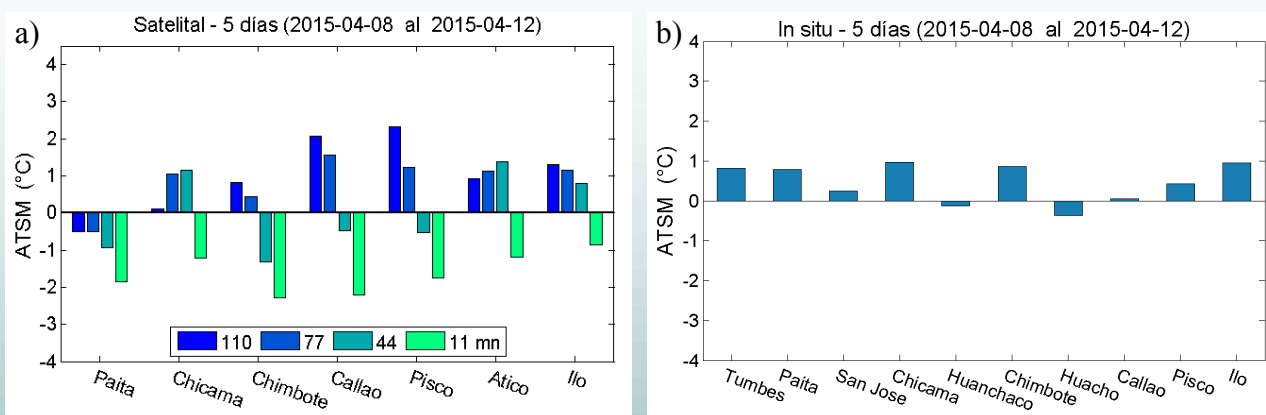 a)
Satelital - 5 días (2015-04-08 al 2015-04-12)
ATSM (°C)
4
3
2
1
0
-1
-2
-3
-4
110 77 44 11 mn
Paita Chicama Chimbote Callao Pisco Atico Ilo
b)
In situ - 5 días (2015-04-08 al 2015-04-12)
ATSM (°C)
4
3
2
1
0
-1
-2
-3
-4
Tumbes Paita San Jose Chicama Huanchaco Chimbote Huacho Callao Pisco Ilo